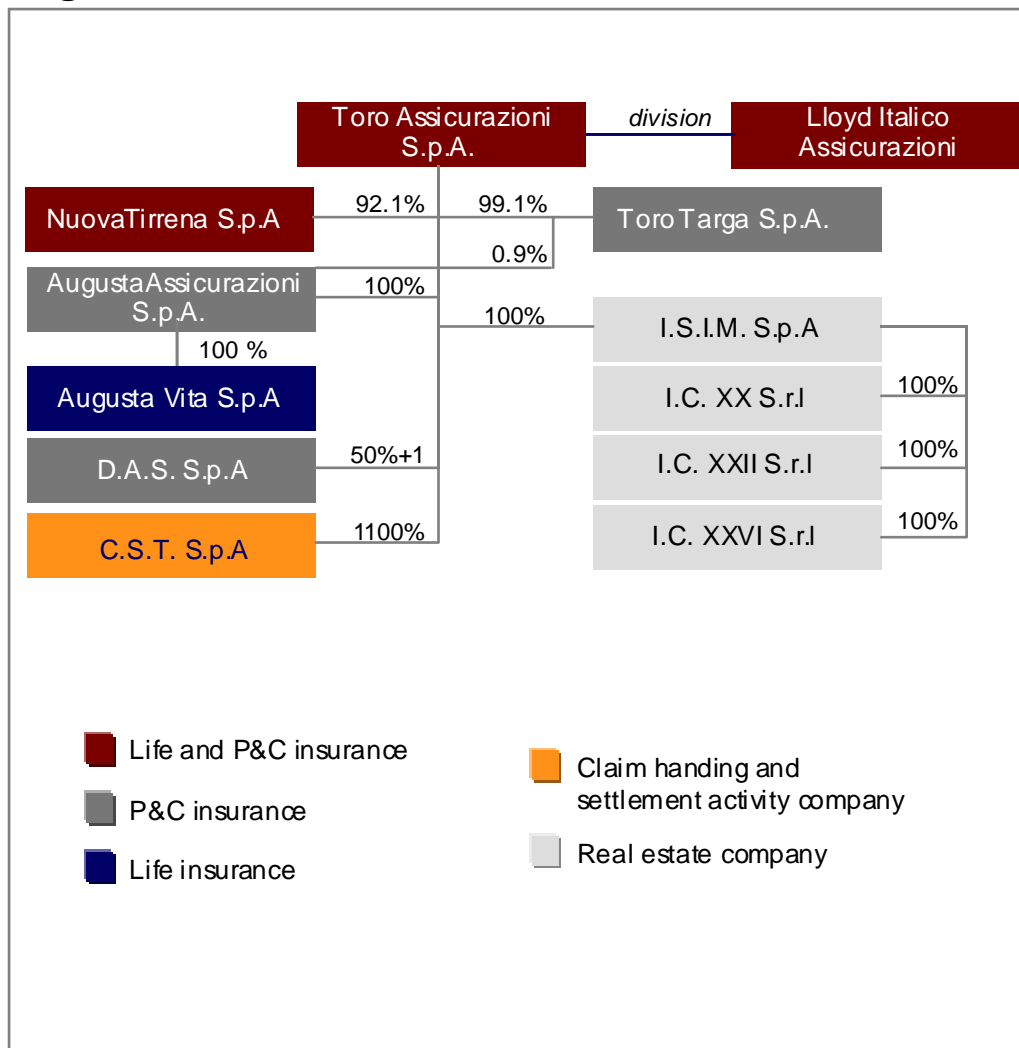 Toro Assicurazioni
S.p.A.
division
Lloyd Italico
Assicurazioni
NuovaTirrena S.p.A
92.1%
99.1%
Toro Targa S.p.A.
0.9%
AugustaAssicurazioni
S.p.A.
100%
100%
I.S.I.M. S.p.A
100 %
Augusta Vita S.p.A
I.C. XX S.r.l
100%
D.A.S. S.p.A
50%+1
I.C. XXII S.r.l
100%
C.S.T. S.p.A
1100%
I.C. XXVI S.r.l
100%
Life and P&C insurance
P&C insurance
Life insurance
Claim handing and
settlement activity company
Real estate company